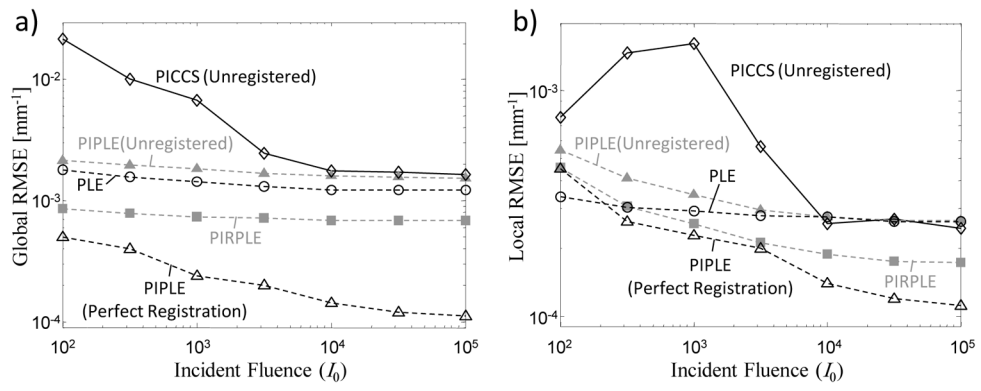 a)
Global RMSE [mm⁻¹]
10⁻²
10⁻³
10⁻⁴
PICCS (Unregistered)
PIPLE(Unregistered)
PLE
PIRPLE
PIPLE
(Perfect Registration)
10²
10³
10⁴
10⁵
Incident Fluence (I₀)
b)
Local RMSE [mm⁻¹]
10⁻³
10⁻⁴
PICCS (Unregistered)
PIPLE(Unregistered)
PLE
PIPLE
(Perfect Registration)
PIRPLE
10²
10³
10⁴
10⁵
Incident Fluence (I₀)